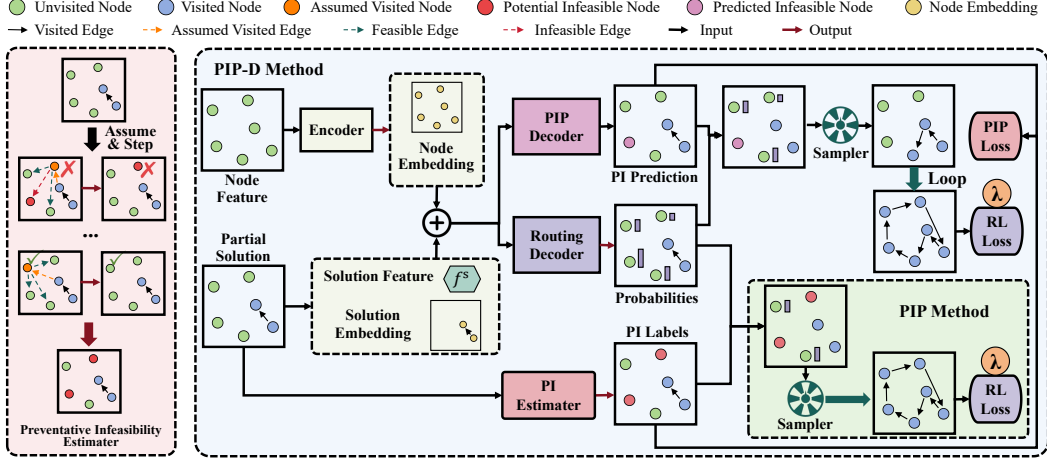 Unvisited Node Visited Node Assumed Visited Node Potential Infeasible Node Predicted Infeasible Node Node Embedding
Visited Edge Assumed Visited Edge Feasible Edge Infeasible Edge Input Output
Assume
& Step
...
Preventative Infeasibility
Estimater
PIP-D Method
Node
Feature
Encoder
Node
Embedding
Partial
Solution
Solution Feature
f^s
Solution
Embedding
PIP
Decoder
Routing
Decoder
PI
Estimater
PI Prediction
Probabilities
PI Labels
Sampler
Loop
PIP
Loss
λ
RL
Loss
PIP Method
Sampler
λ
RL
Loss